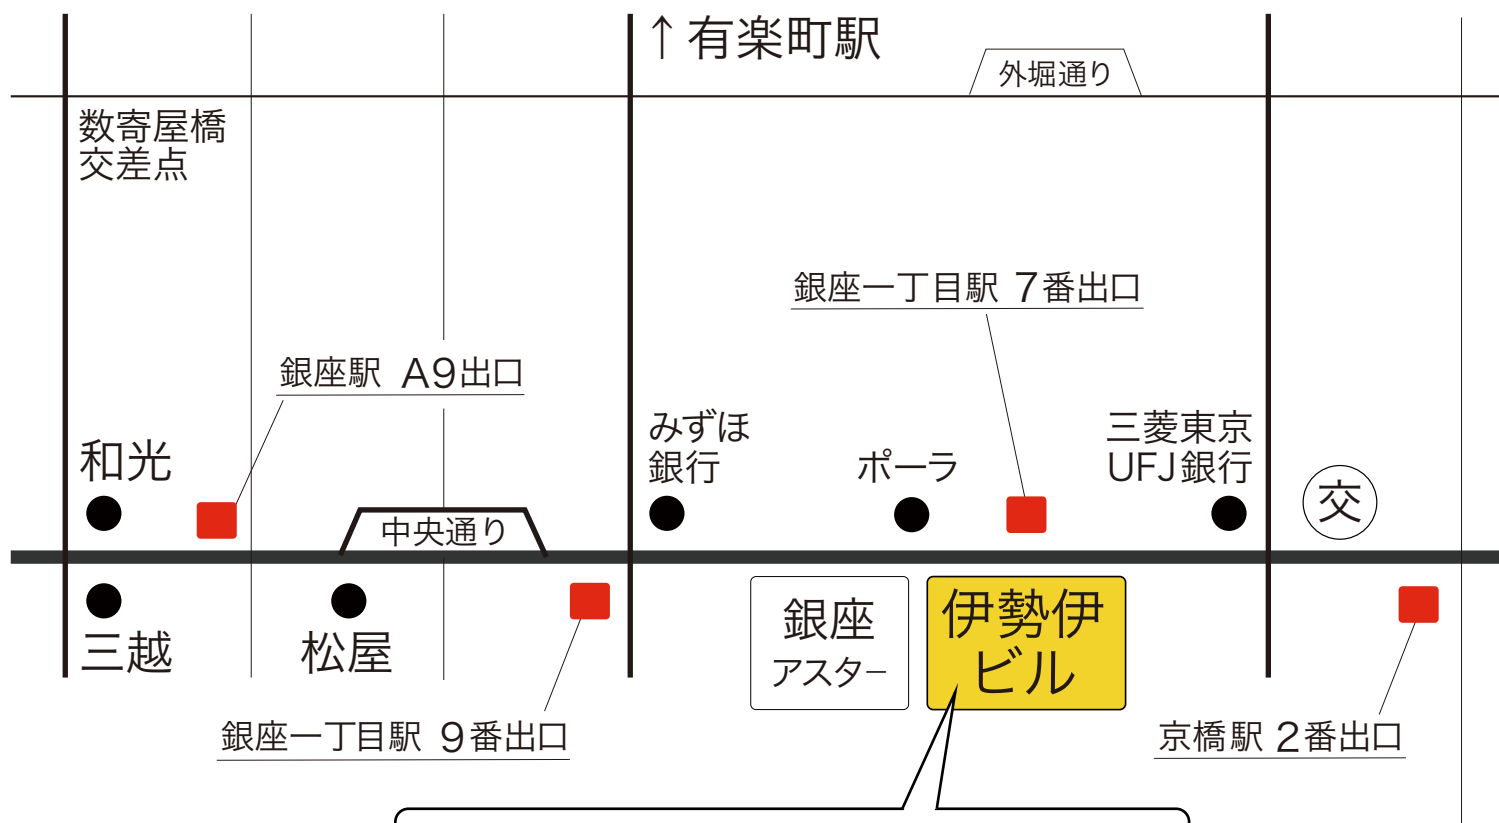 ↑有楽町駅
外堀通り
数寄屋橋
交差点
銀座一丁目駅 7番出口
銀座駅 A9出口
和光
みずほ
銀行
ポーラ
三菱東京
UFJ銀行
交
中央通り
三越
松屋
銀座
アスター
伊勢伊
ビル
銀座一丁目駅 9番出口
京橋駅 2番出口